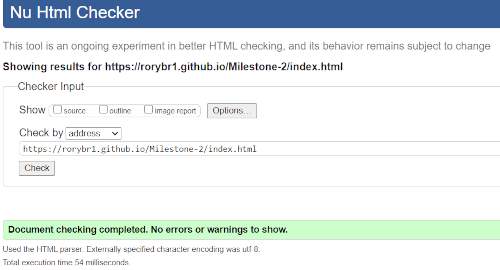 Nu Html Checker
This tool is an ongoing experiment in better HTML checking, and its behavior remains subject to change
Showing results for https://rorybr1.github.io/Milestone-2/index.html
Checker Input
Show source outline image report Options...
Check by address
https://rorybr1.github.io/Milestone-2/index.html
Check
Document checking completed. No errors or warnings to show.
Used the HTML parser. Externally specified character encoding was utf 8.
Total execution time 54 milliseconds.